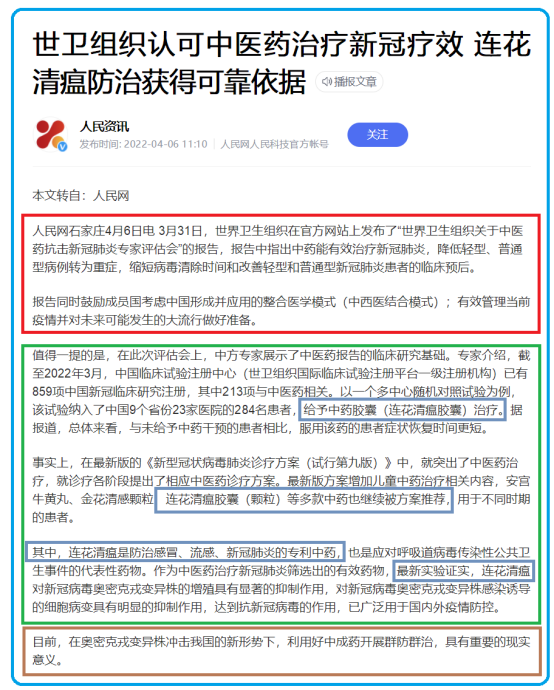 世卫组织认可中医药治疗新冠疗效 连花
清瘟防治获得可靠依据
播报文章
人民资讯
发布时间: 2022-04-06 11:10
人民网人民科技官方帐号
关注
本文转自：人民网
人民网石家庄4月6日电 3月31日，世界卫生组织在官方网站上发布了“世界卫生组织关于中医
药抗击新冠肺炎专家评估会”的报告，报告中指出中药能有效治疗新冠肺炎，降低轻型、普通
型病例转为重症，缩短病毒清除时间和改善轻型和普通型新冠肺炎患者的临床预后。
报告同时鼓励成员国考虑中国形成并应用的整合医学模式（中西医结合模式）；有效管理当前
疫情并对未来可能发生的大流行做好准备。
值得一提的是，在此次评估会上，中方专家展示了中医药报告的临床研究基础。专家介绍，截
至2022年3月，中国临床试验注册中心（世卫组织国际临床试验注册平台一级注册机构）已有
859项中国新冠临床研究注册，其中213项与中医药相关。以一个多中心随机对照试验为例，
该试验纳入了中国9个省份23家医院的284名患者，给予中药胶囊（连花清瘟胶囊）治疗。据
报道，总体来看，与未给予中药干预的患者相比，服用该药的患者症状恢复时间更短。
事实上，在最新版的《新型冠状病毒肺炎诊疗方案（试行第九版）》中，就突出了中医药治
疗，就诊疗各阶段提出了相应中医药诊疗方案。最新版方案增加儿童中药治疗相关内容，安宫
牛黄丸、金花清感颗粒、连花清瘟胶囊（颗粒）等多款中药也继续被方案推荐，用于不同时期
的患者。
其中，连花清瘟是防治感冒、流感、新冠肺炎的专利中药，也是应对呼吸道病毒传染性公共卫
生事件的代表性药物。作为中医药治疗新冠肺炎筛选出的有效药物，最新实验证实，连花清瘟
对新冠病毒奥密克戎变异株的增殖具有显著的抑制作用，对新冠病毒奥密克戎变异株感染诱导
的细胞病变具有明显的抑制作用，达到抗新冠病毒的作用，已广泛用于国内外疫情防控。
目前，在奥密克戎变异株冲击我国的新形势下，利用好中成药开展群防群治，具有重要的现实
意义。